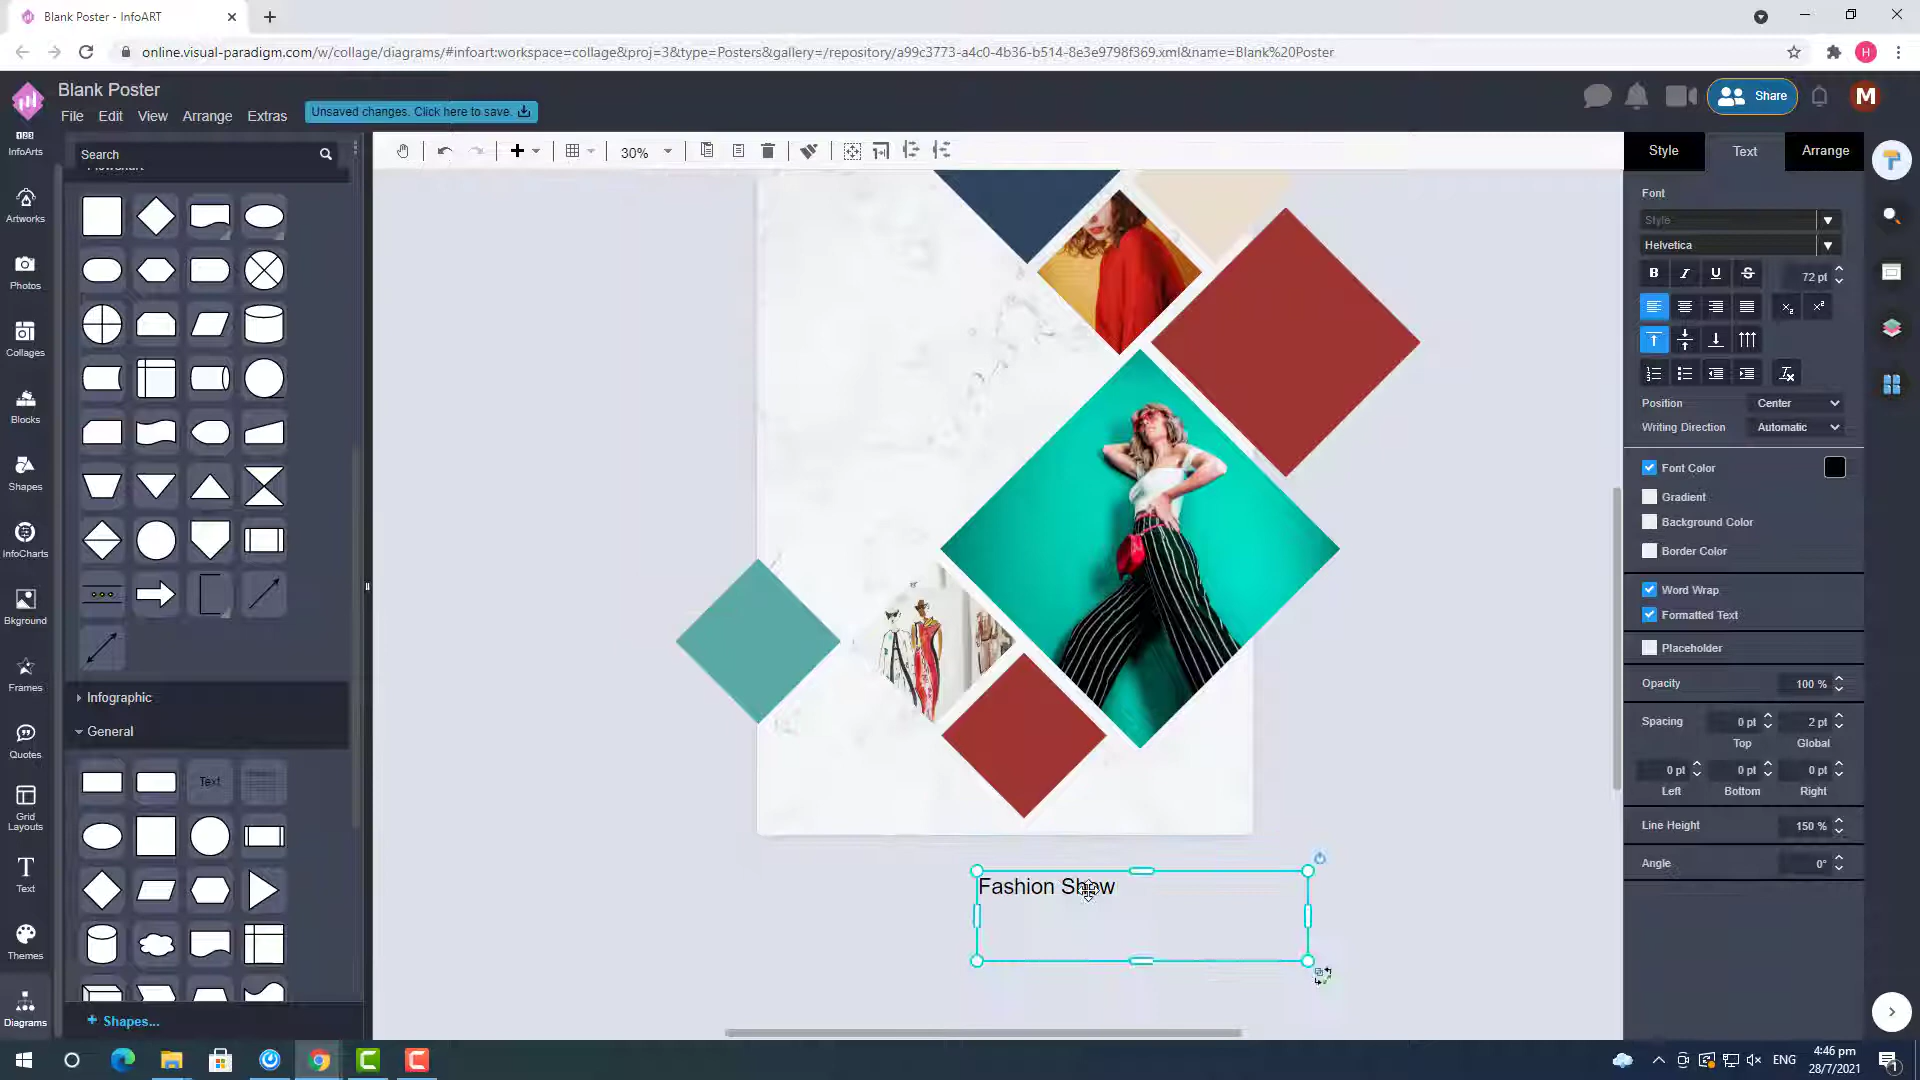 Blank Poster - InfoART
online.visual-paradigm.com/w/collage/diagrams/#infoart:workspace=collage&proj=3&type=Posters&gallery=/repository/a99c3773-a4c0-4b36-b514-8e3e9798f369.xml&name=Blank%20Poster
H
Blank Poster
File Edit View Arrange Extras
Unsaved changes. Click here to save.
Share
M
InfoArts
Artworks
Photos
Collages
Blocks
Shapes
InfoCharts
Bkground
Frames
Quotes
Grid
Layouts
Text
Themes
Diagrams
Search
Flowchart
Infographic
General
Text
+ Shapes...
30%
Fashion Show
Style Text Arrange
Font
Style
Helvetica
B I U S 72 pt
Position Center
Writing Direction Automatic
Font Color
Gradient
Background Color
Border Color
Word Wrap
Formatted Text
Placeholder
Opacity 100 %
Spacing 0 pt 2 pt
Top Global
0 pt 0 pt 0 pt
Left Bottom Right
Line Height 150 %
Angle 0°
ENG
4:46 pm
28/7/2021
1